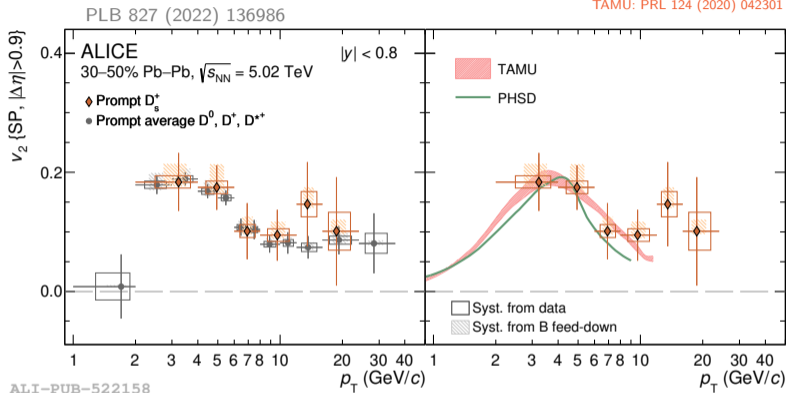 PLB 827 (2022) 136986
TAMU: PRL 124 (2020) 042301
ALICE
|y| < 0.8
30–50% Pb–Pb, √sNN = 5.02 TeV
Prompt Ds+
Prompt average D0, D+, D*+
TAMU
PHSD
v2 {SP, |Δη|>0.9}
0.4
0.2
0.0
Syst. from data
Syst. from B feed-down
1 2 3 4 5 6 7 8 10 20 30 40
1 2 3 4 5 6 7 8 10 20 30 40
pT (GeV/c)
pT (GeV/c)
ALI-PUB-522158